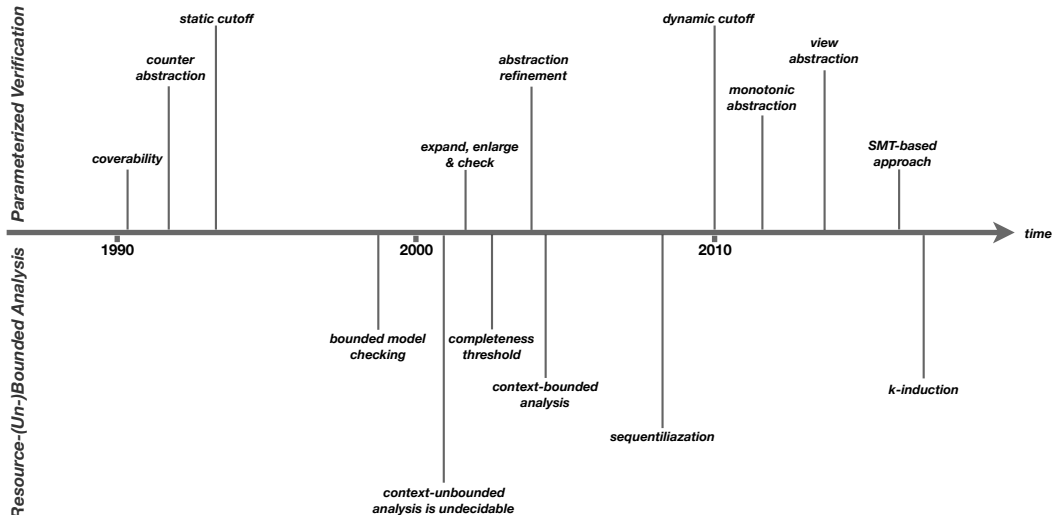 Parameterized Verification
static cutoff
dynamic cutoff
counter
abstraction
abstraction
refinement
view
abstraction
monotonic
abstraction
coverability
expand, enlarge
& check
SMT-based
approach
time
1990
2000
2010
Resource-(Un-)Bounded Analysis
bounded model
checking
completeness
threshold
context-bounded
analysis
k-induction
sequentiliazation
context-unbounded
analysis is undecidable